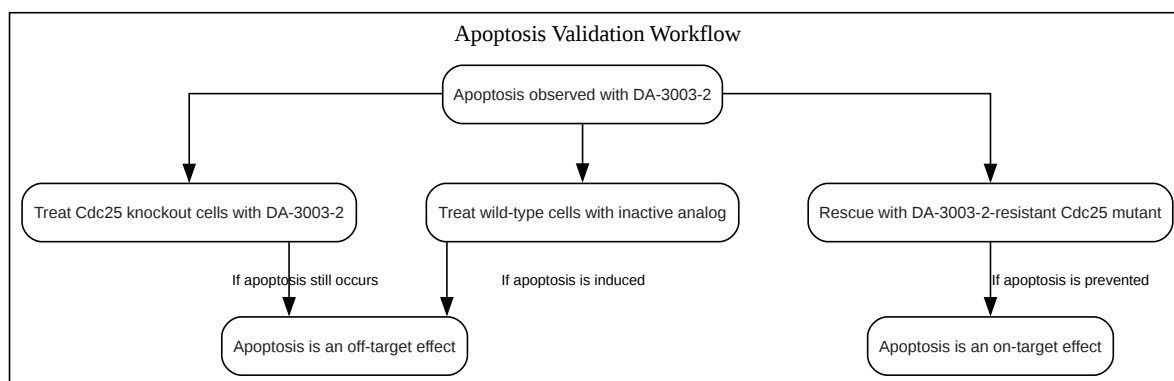 Apoptosis Validation Workflow
Apoptosis observed with DA-3003-2
Treat Cdc25 knockout cells with DA-3003-2
Treat wild-type cells with inactive analog
Rescue with DA-3003-2-resistant Cdc25 mutant
If apoptosis still occurs
If apoptosis is induced
If apoptosis is prevented
Apoptosis is an off-target effect
Apoptosis is an on-target effect